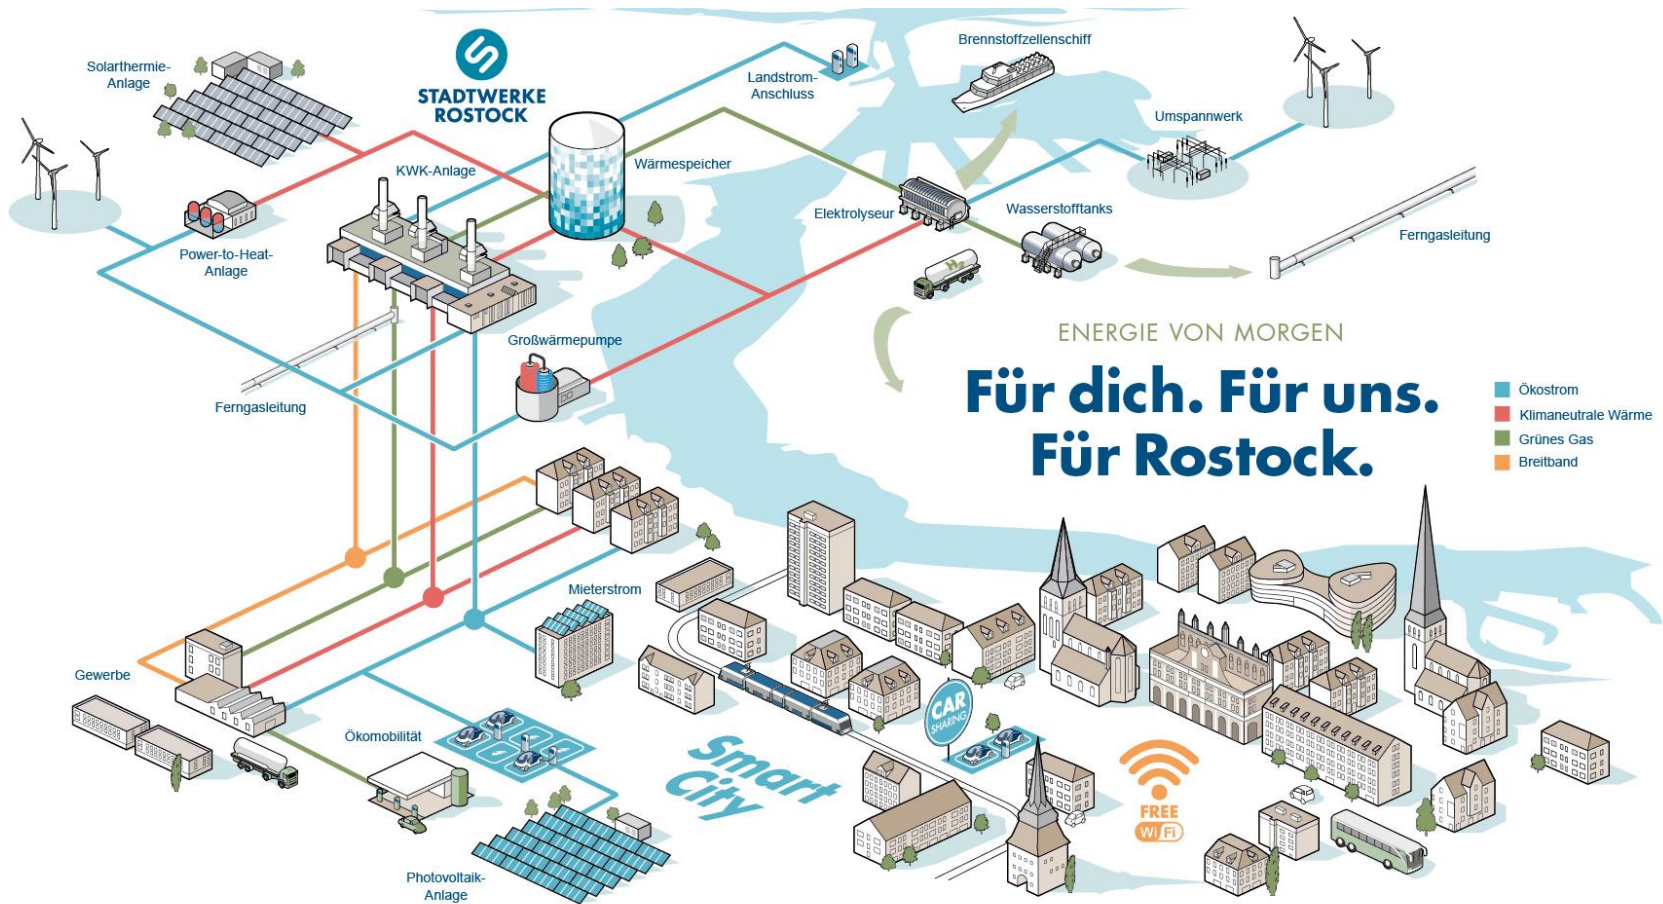 Solarthermie-
Anlage
STADTWERKE
ROSTOCK
Landstrom-
Anschluss
Brennstoffzellenschiff
Umspannwerk
KWK-Anlage
Wärmespeicher
Elektrolyseur
Wasserstofftanks
H2
Ferngasleitung
Power-to-Heat-
Anlage
Großwärmepumpe
Ferngasleitung
ENERGIE VON MORGEN
Für dich. Für uns.
Für Rostock.
Ökostrom
Klimaneutrale Wärme
Grünes Gas
Breitband
Mieterstrom
Gewerbe
Ökomobilität
CAR
SHARING
Smart
City
FREE
WiFi
Photovoltaik-
Anlage